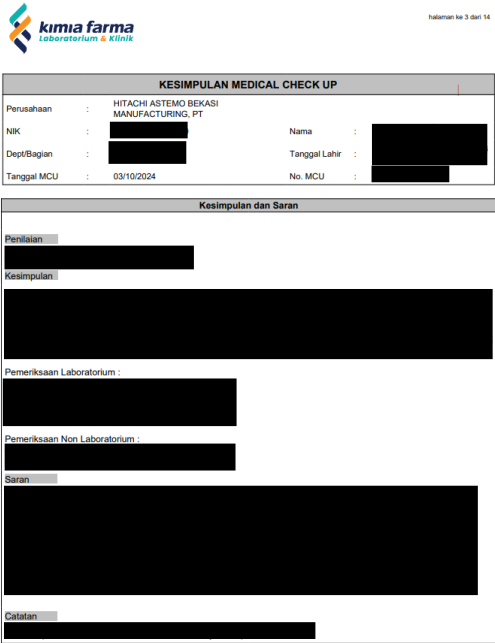 kimia farma
Laboratorium & Klinik
halaman ke 3 dari 14
KESIMPULAN MEDICAL CHECK UP
Perusahaan : HITACHI ASTEMO BEKASI
MANUFACTURING, PT
NIK : Nama :
Dept/Bagian : Tanggal Lahir :
Tanggal MCU : 03/10/2024 No. MCU :
Kesimpulan dan Saran
Penilaian
Kesimpulan
Pemeriksaan Laboratorium :
Pemeriksaan Non Laboratorium :
Saran
Catatan